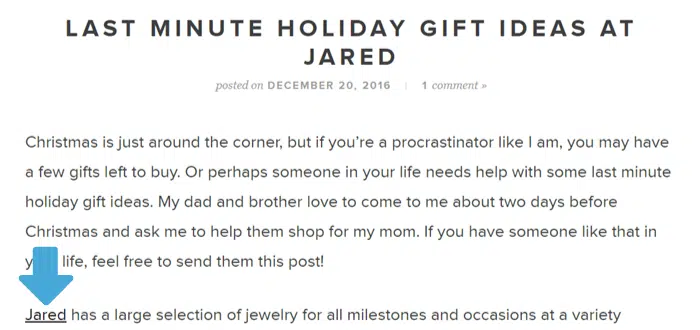 LAST MINUTE HOLIDAY GIFT IDEAS AT
JARED
posted on DECEMBER 20, 2016 | 1 comment »
Christmas is just around the corner, but if you're a procrastinator like I am, you may have
a few gifts left to buy. Or perhaps someone in your life needs help with some last minute
holiday gift ideas. My dad and brother love to come to me about two days before
Christmas and ask me to help them shop for my mom. If you have someone like that in
life, feel free to send them this post!
Jared has a large selection of jewelry for all milestones and occasions at a variety